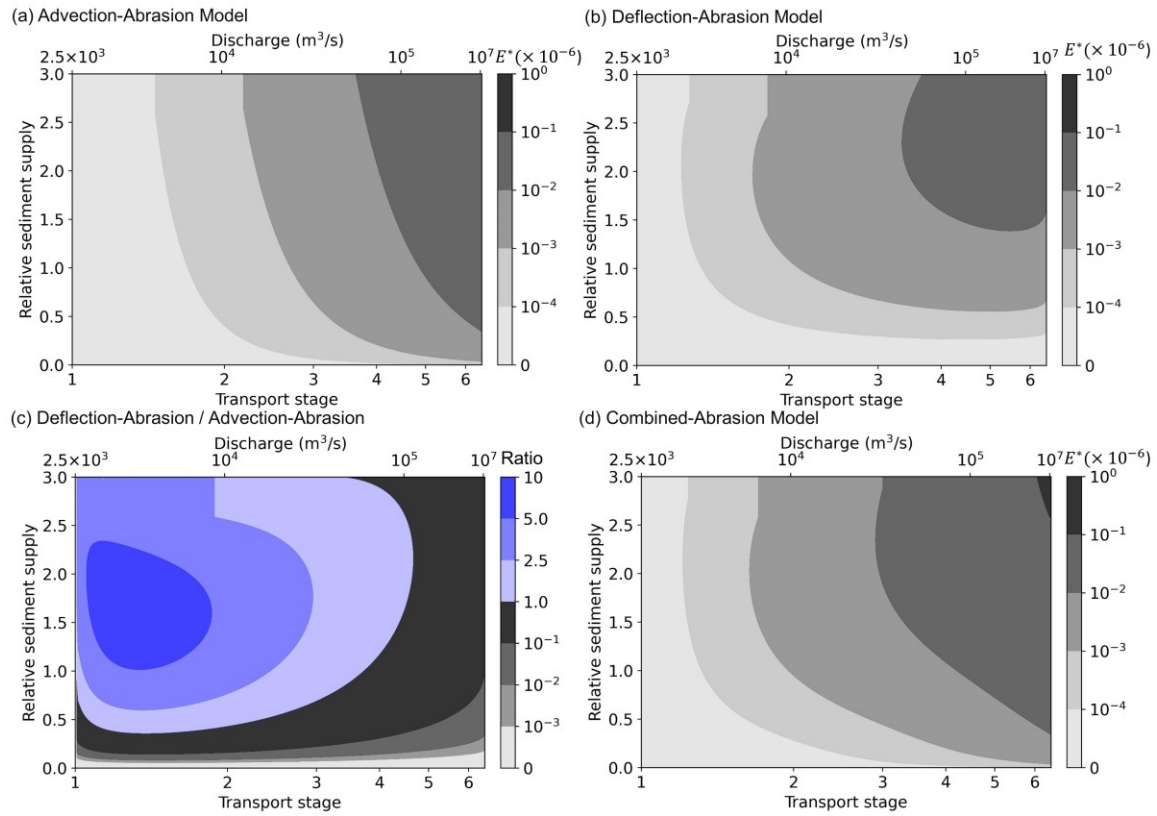 (a) Advection-Abrasion Model
Discharge (m³/s)
2.5×10³ 10⁴ 10⁵ 10⁷ E*(× 10⁻⁶)
3.0 2.5 2.0 1.5 1.0 0.5 0.0
Relative sediment supply
1 2 3 4 5 6
Transport stage
10⁰ 10⁻¹ 10⁻² 10⁻³ 10⁻⁴ 0
(b) Deflection-Abrasion Model
Discharge (m³/s)
2.5×10³ 10⁴ 10⁵ 10⁷ E*(× 10⁻⁶)
3.0 2.5 2.0 1.5 1.0 0.5 0.0
Relative sediment supply
1 2 3 4 5 6
Transport stage
10⁰ 10⁻¹ 10⁻² 10⁻³ 10⁻⁴ 0
(c) Deflection-Abrasion / Advection-Abrasion
Discharge (m³/s)
2.5×10³ 10⁴ 10⁵ 10⁷ Ratio
3.0 2.5 2.0 1.5 1.0 0.5 0.0
Relative sediment supply
1 2 3 4 5 6
Transport stage
10 5.0 2.5 1.0 10⁻¹ 10⁻² 10⁻³ 0
(d) Combined-Abrasion Model
Discharge (m³/s)
2.5×10³ 10⁴ 10⁵ 10⁷ E*(× 10⁻⁶)
3.0 2.5 2.0 1.5 1.0 0.5 0.0
Relative sediment supply
1 2 3 4 5 6
Transport stage
10⁰ 10⁻¹ 10⁻² 10⁻³ 10⁻⁴ 0